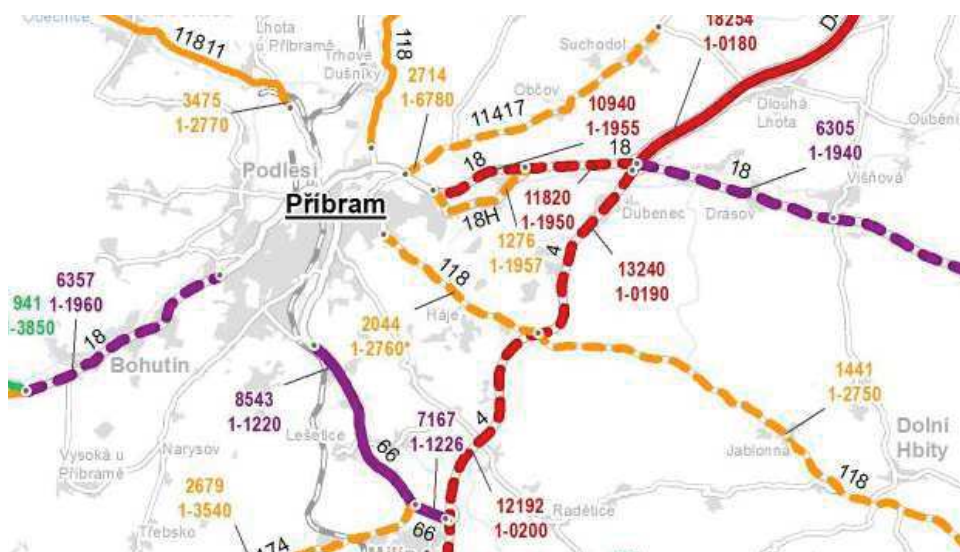 18254
1-0180
Lhota
u Příbramě
11811
118
Trhové
Dušníky
Suchodol
2714
1-6780
3475
1-2770
Občov
11417
10940
1-1955
Dlouhá
Lhota
6305
1-1940
Podlesí
18
18
18
Višňová
Příbram
18H
11820
1-1950
Dubenec
Drásov
1276
1-1957
4
13240
1-0190
118
6357
1-1960
941
-3850
18
Háje
2044
1-2760*
Bohutín
1441
1-2750
8543
1-1220
7167
1-1226
4
Lešetice
66
Jablonná
Dolní
Hbity
Vysoká u
Příbramě
Narysov
118
2679
1-3540
12192
1-0200
Radětice
Třebsko
66
174